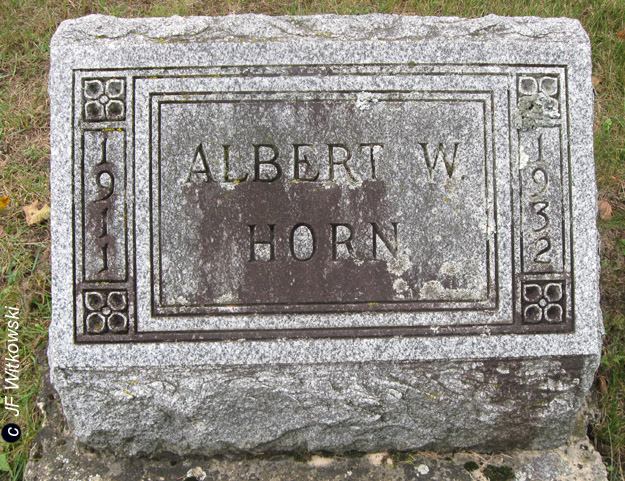 1911
ALBERT W.
HORN
1932
© JF Witkowski